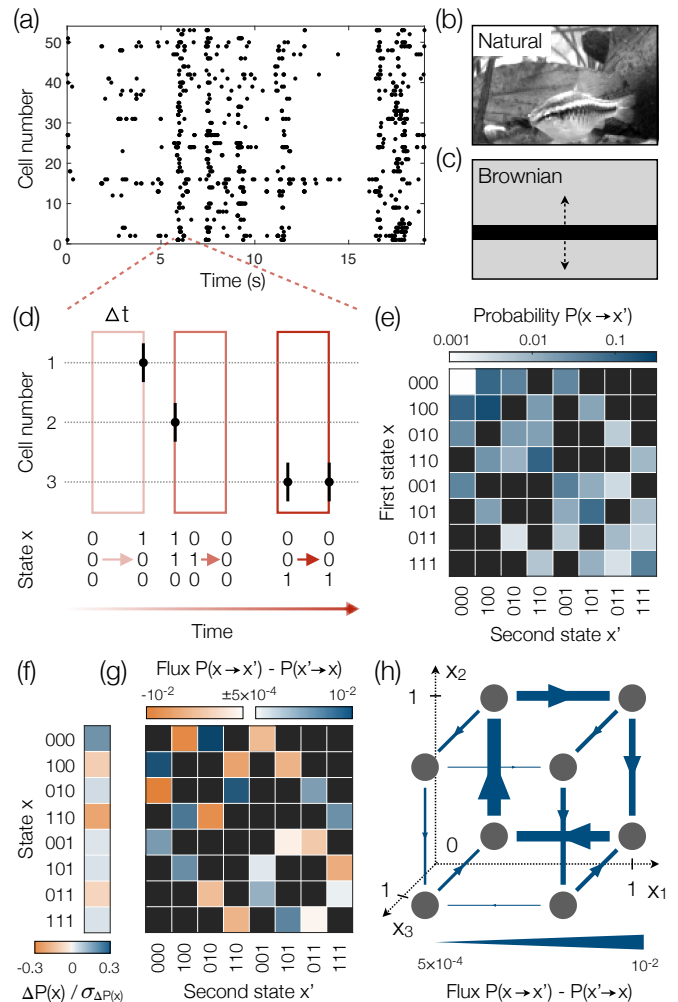 (a)
50
40
30
20
10
0
Cell number
0 5 10 15
Time (s)
(b)
Natural
(c)
Brownian
(d)
Δt
1
2
3
Cell number
State x
0 1 1 0 0 0
0 0 1 1 0 0 0
0 0 0 0 1 1
Time
(e)
Probability P(x→x')
0.001 0.01 0.1
000
100
010
110
001
101
011
111
First state x
000 100 010 110 001 101 011 111
Second state x'
(f)
000
100
010
110
001
101
011
111
State x
-0.3 0 0.3
ΔP(x) / σΔP(x)
(g)
Flux P(x→x') - P(x'→x)
-10⁻² ±5×10⁻⁴ 10⁻²
000 100 010 110 001 101 011 111
Second state x'
(h)
x₂
1
0
1
x₁
1
x₃
5×10⁻⁴ 10⁻²
Flux P(x→x') - P(x'→x)